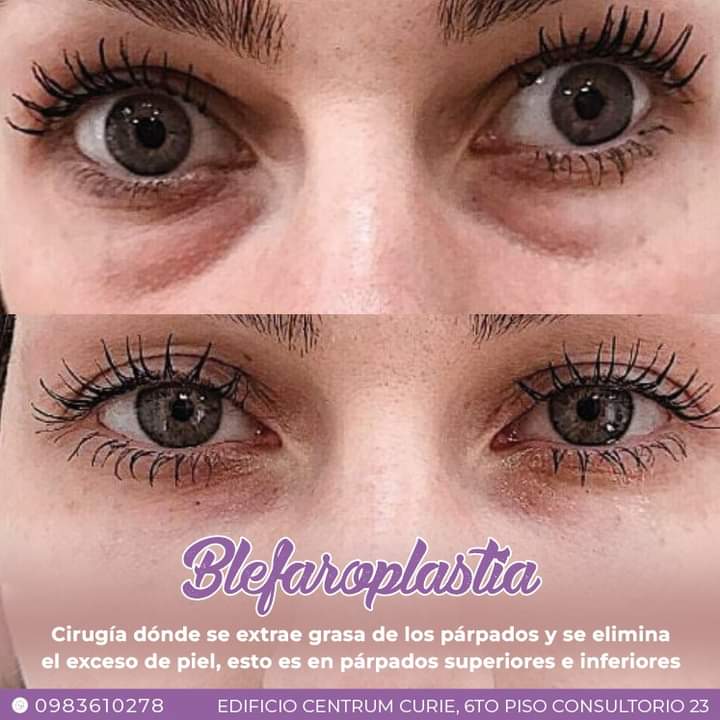 Blefaroplastia
Cirugía dónde se extrae grasa de los párpados y se elimina
el exceso de piel, esto es en párpados superiores e inferiores
0983610278 EDIFICIO CENTRUM CURIE, 6TO PISO CONSULTORIO 23